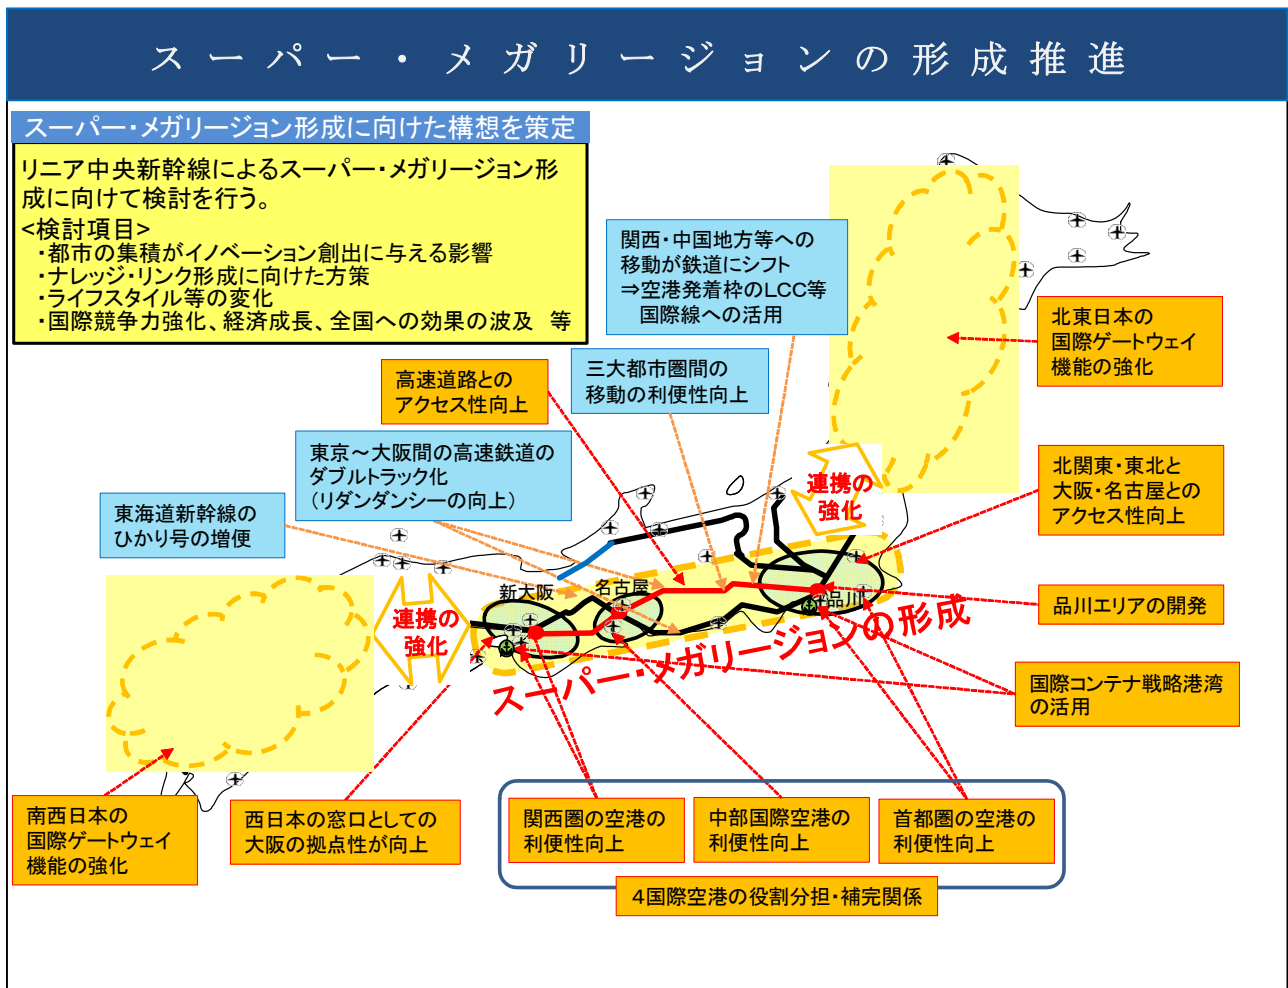 スーパー・メガリージョンの形成推進
スーパー・メガリージョン形成に向けた構想を策定
リニア中央新幹線によるスーパー・メガリージョン形
成に向けて検討を行う。
<検討項目>
・都市の集積がイノベーション創出に与える影響
・ナレッジ・リンク形成に向けた方策
・ライフスタイル等の変化
・国際競争力強化、経済成長、全国への効果の波及　等
関西・中国地方等への
移動が鉄道にシフト
⇒空港発着枠のLCC等
国際線への活用
北東日本の
国際ゲートウェイ
機能の強化
高速道路との
アクセス性向上
三大都市圏間の
移動の利便性向上
東京～大阪間の高速鉄道の
ダブルトラック化
(リダンダンシーの向上)
北関東・東北と
大阪・名古屋との
アクセス性向上
連携の
強化
東海道新幹線の
ひかり号の増便
新大阪
名古屋
品川
品川エリアの開発
連携の
強化
スーパー・メガリージョンの形成
国際コンテナ戦略港湾
の活用
南西日本の
国際ゲートウェイ
機能の強化
西日本の窓口としての
大阪の拠点性が向上
関西圏の空港の
利便性向上
中部国際空港の
利便性向上
首都圏の空港の
利便性向上
４国際空港の役割分担・補完関係